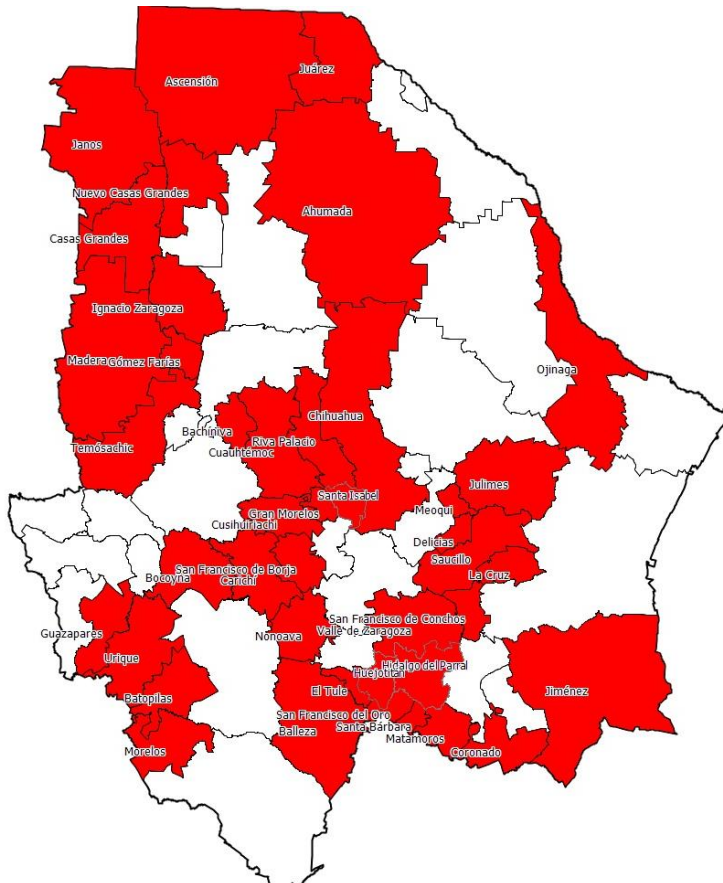 Juárez
Ascensión
Janos
Nuevo Casas Grandes
Ahumada
Casas Grandes
Ignacio Zaragoza
Madera
Gómez Farías
Ojinaga
Chihuahua
Bachíniva
Riva Palacio
Temósachic
Cuauhtémoc
Julimes
Santa Isabel
Meoqui
Gran Morelos
Cusihuiriachi
Delicias
Saucillo
San Francisco de Borja
La Cruz
Bocoyna
Carichí
San Francisco de Conchos
Guazapares
Valle de Zaragoza
Nonoava
Urique
Hidalgo del Parral
Huejotitán
El Tule
Jiménez
Batopilas
San Francisco del Oro
Santa Bárbara
Balleza
Matamoros
Morelos
Coronado